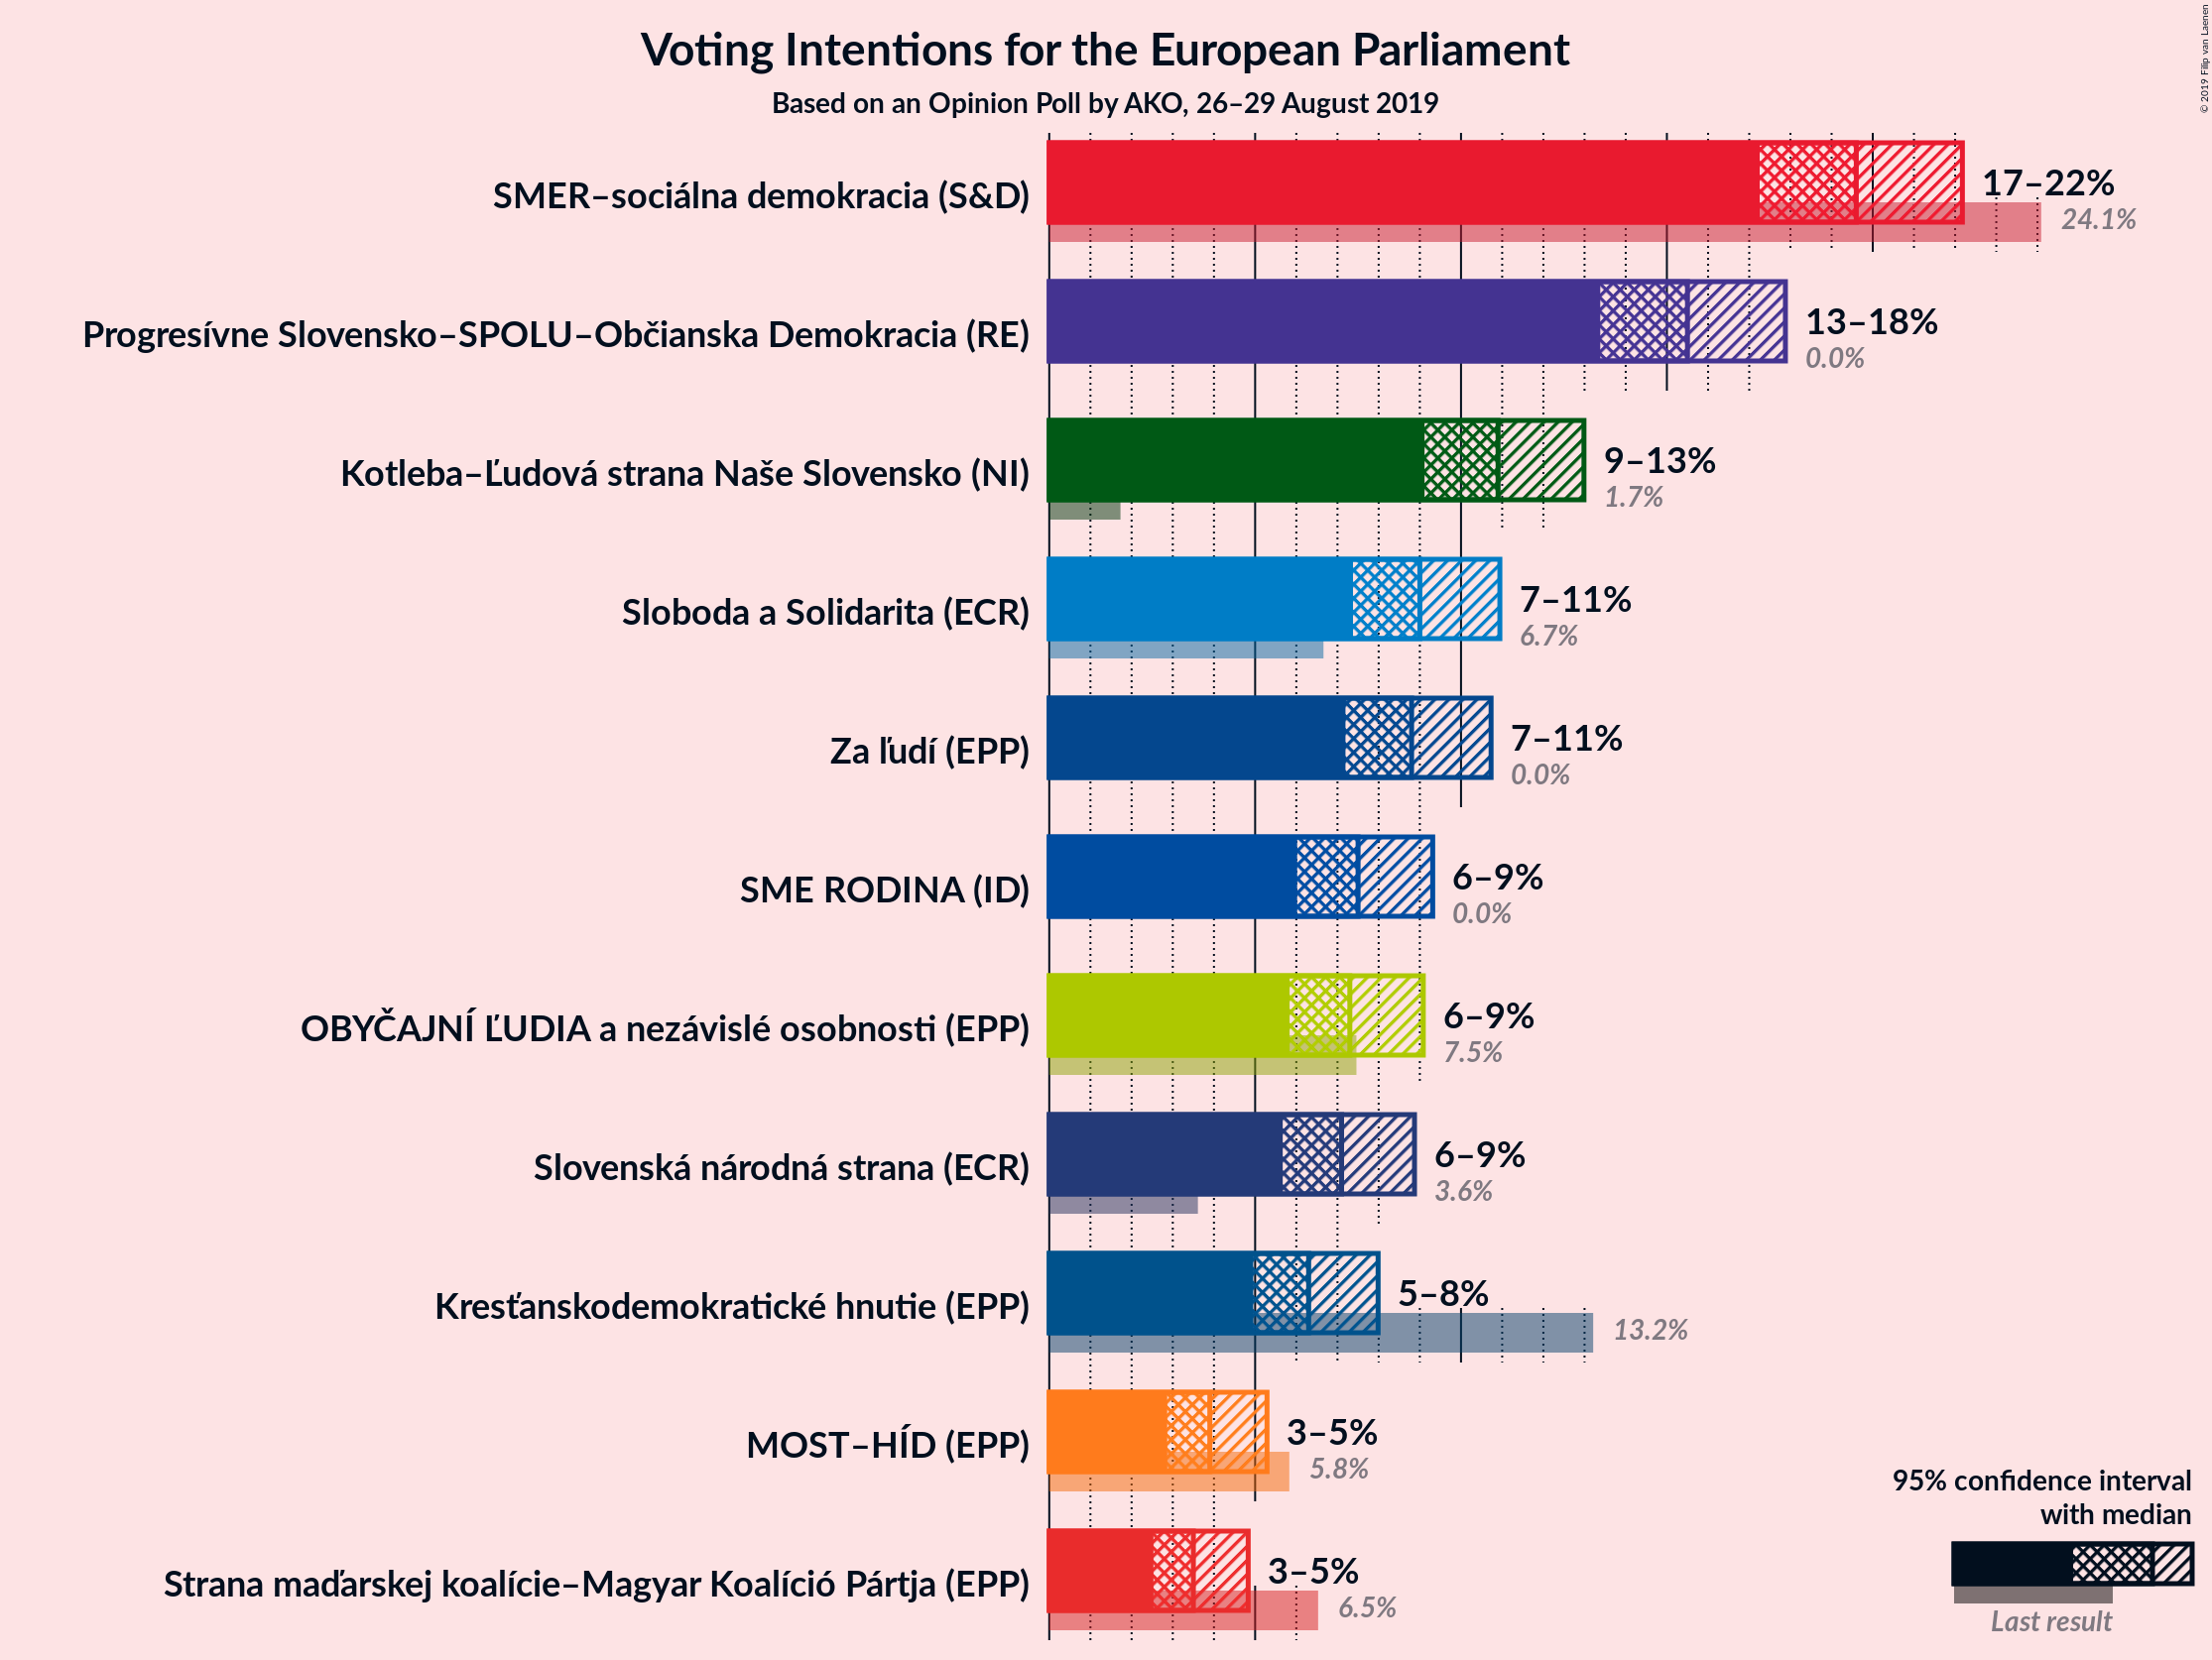 Voting Intentions for the European Parliament
Based on an Opinion Poll by AKO, 26–29 August 2019
© 2019 Filip van Laenen
SMER–sociálna demokracia (S&D)
17–22%
24.1%
Progresívne Slovensko–SPOLU–Občianska Demokracia (RE)
13–18%
0.0%
Kotleba–Ľudová strana Naše Slovensko (NI)
9–13%
1.7%
Sloboda a Solidarita (ECR)
7–11%
6.7%
Za ľudí (EPP)
7–11%
0.0%
SME RODINA (ID)
6–9%
0.0%
OBYČAJNÍ ĽUDIA a nezávislé osobnosti (EPP)
6–9%
7.5%
Slovenská národná strana (ECR)
6–9%
3.6%
Kresťanskodemokratické hnutie (EPP)
5–8%
13.2%
MOST–HÍD (EPP)
3–5%
5.8%
Strana maďarskej koalície–Magyar Koalíció Pártja (EPP)
3–5%
6.5%
95% confidence interval
with median
Last result